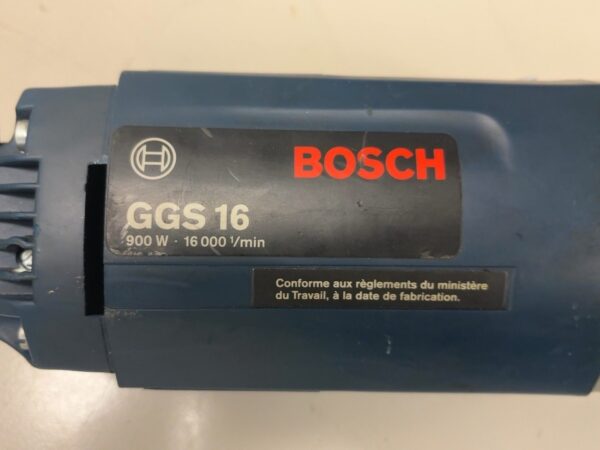 BOSCH
GGS 16
900 W · 16 000 ¹/min
Conforme aux règlements du ministère
du Travail, à la date de fabrication.